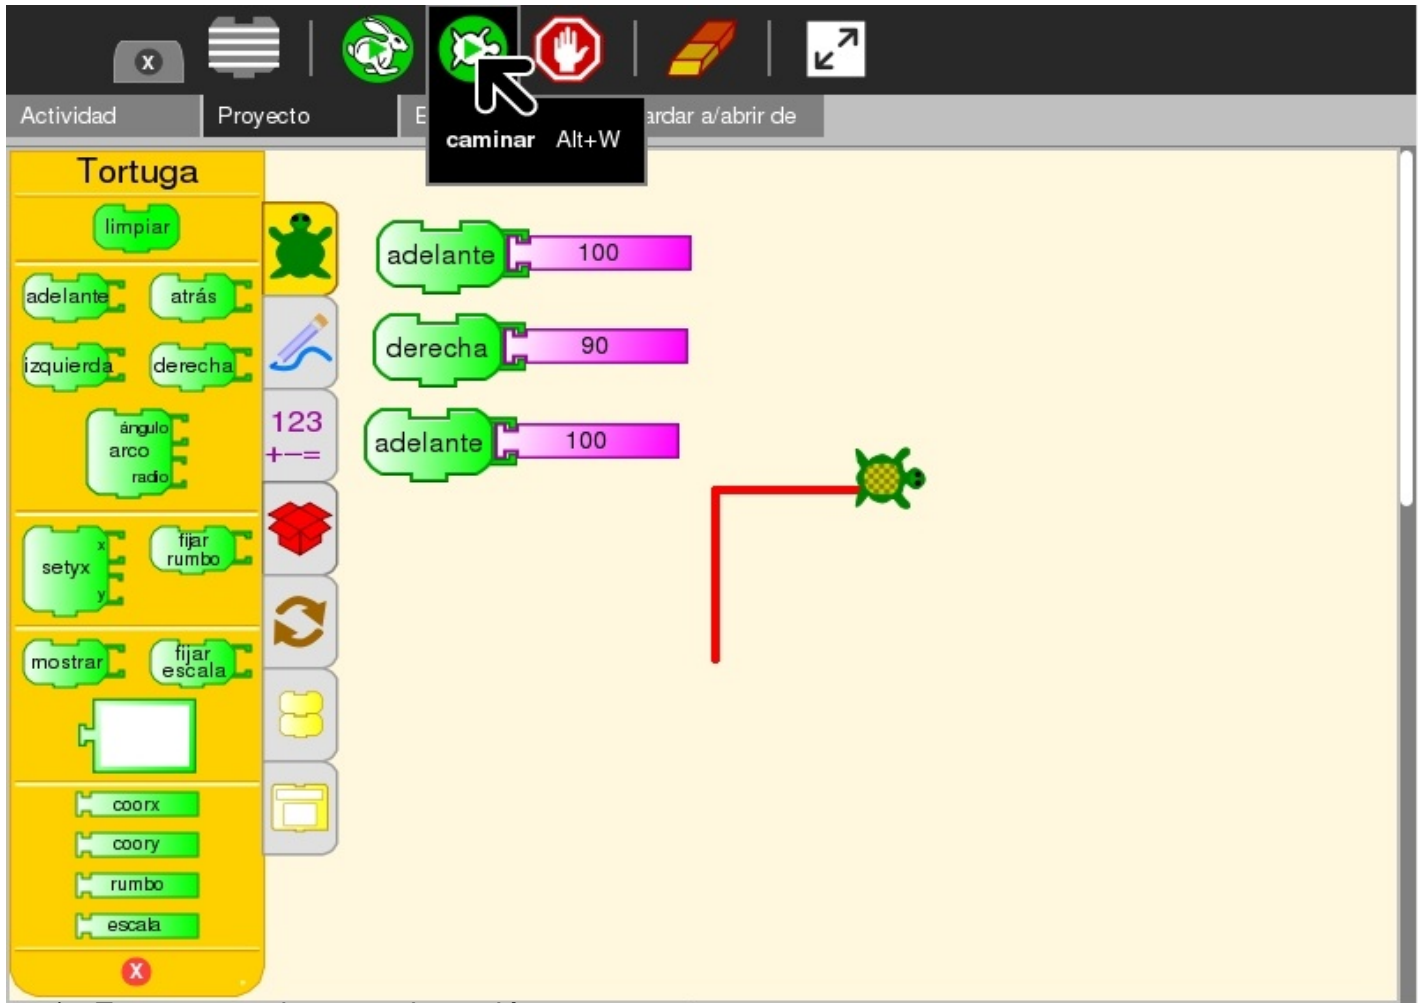 X
Actividad
Proyecto
ardar a/abrir de
caminar Alt+W
Tortuga
limpiar
adelante
atrás
izquierda
derecha
ángulo
arco
radio
x
setyx
y
fijar
rumbo
mostrar
fijar
escala
coorx
coory
rumbo
escala
X
123
+−=
adelante 100
derecha 90
adelante 100